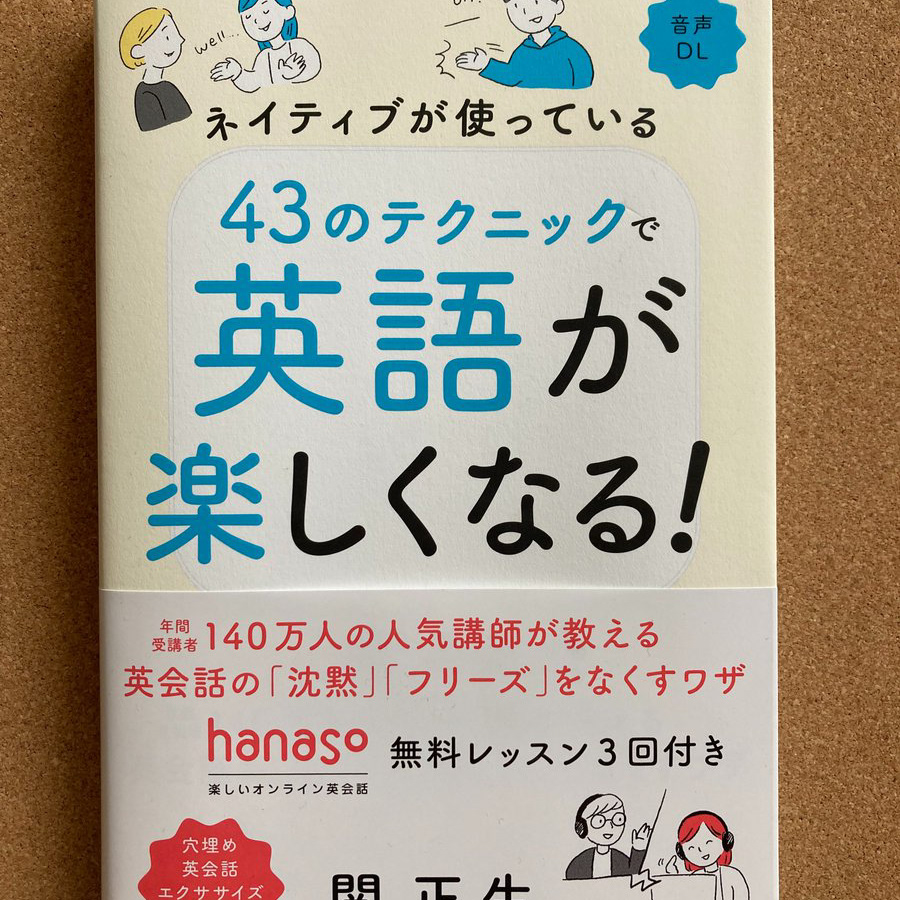 well...
音声
DL
ネイティブが使っている
43のテクニックで
英語が
楽しくなる!
年間
受講者
140万人の人気講師が教える
英会話の「沈黙」「フリーズ」をなくすワザ
hanaso
無料レッスン3回付き
楽しいオンライン英会話
穴埋め
英会話
エクササイズ
関正生